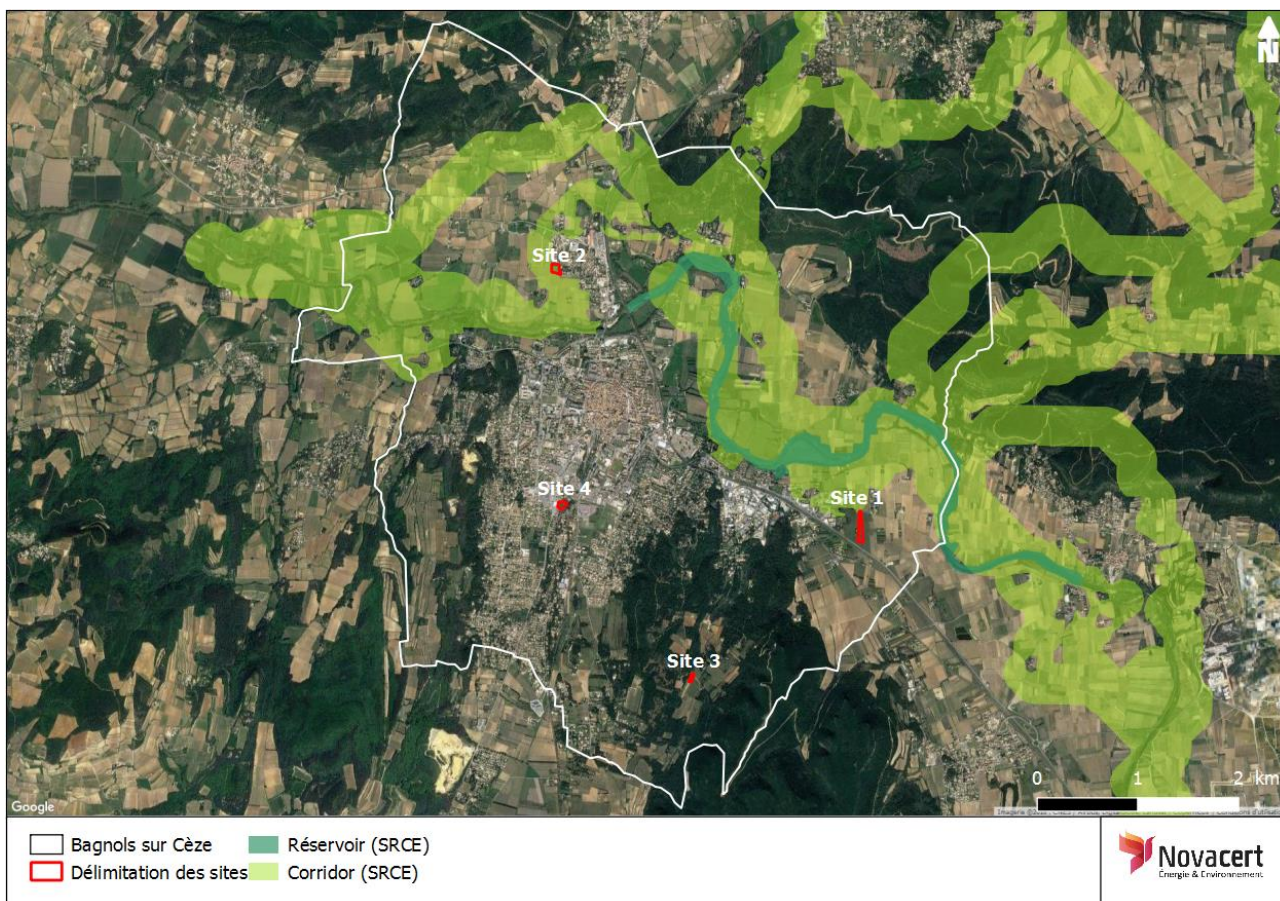 N
Site 2
Site 4
Site 1
Site 3
0 1 2 km
Google
Bagnols sur Cèze
Réservoir (SRCE)
Délimitation des sites
Corridor (SRCE)
Novacert
Énergie & Environnement